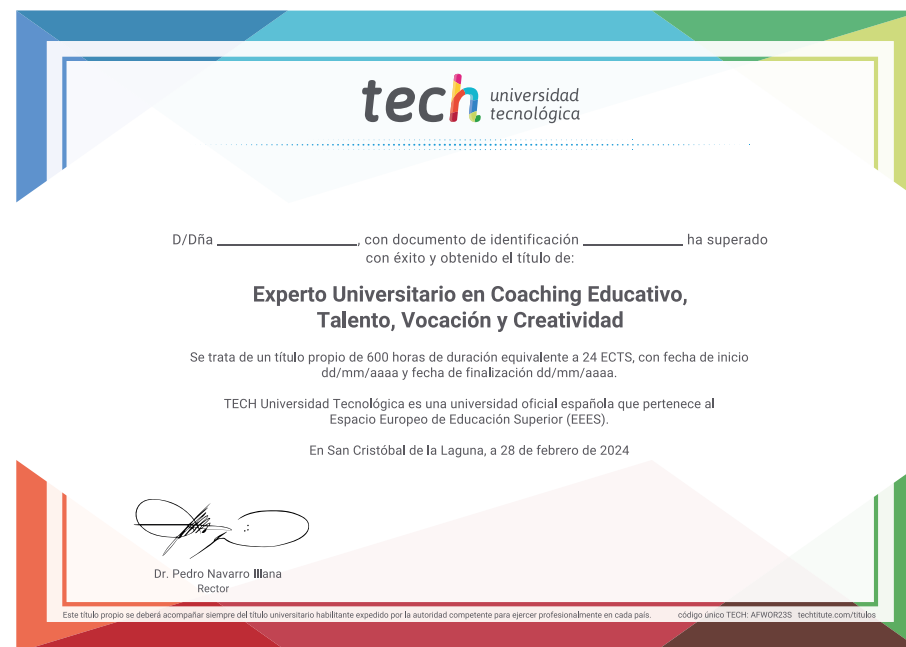 tech universidad
tecnológica
D/Dña ____________________, con documento de identificación ______________ ha superado
con éxito y obtenido el título de:
Experto Universitario en Coaching Educativo,
Talento, Vocación y Creatividad
Se trata de un título propio de 600 horas de duración equivalente a 24 ECTS, con fecha de inicio
dd/mm/aaaa y fecha de finalización dd/mm/aaaa.
TECH Universidad Tecnológica es una universidad oficial española que pertenece al
Espacio Europeo de Educación Superior (EEES).
En San Cristóbal de la Laguna, a 28 de febrero de 2024
Dr. Pedro Navarro Illana
Rector
Este título propio se deberá acompañar siempre del título universitario habilitante expedido por la autoridad competente para ejercer profesionalmente en cada país. código único TECH: AFWOR23S techtitute.com/titulos